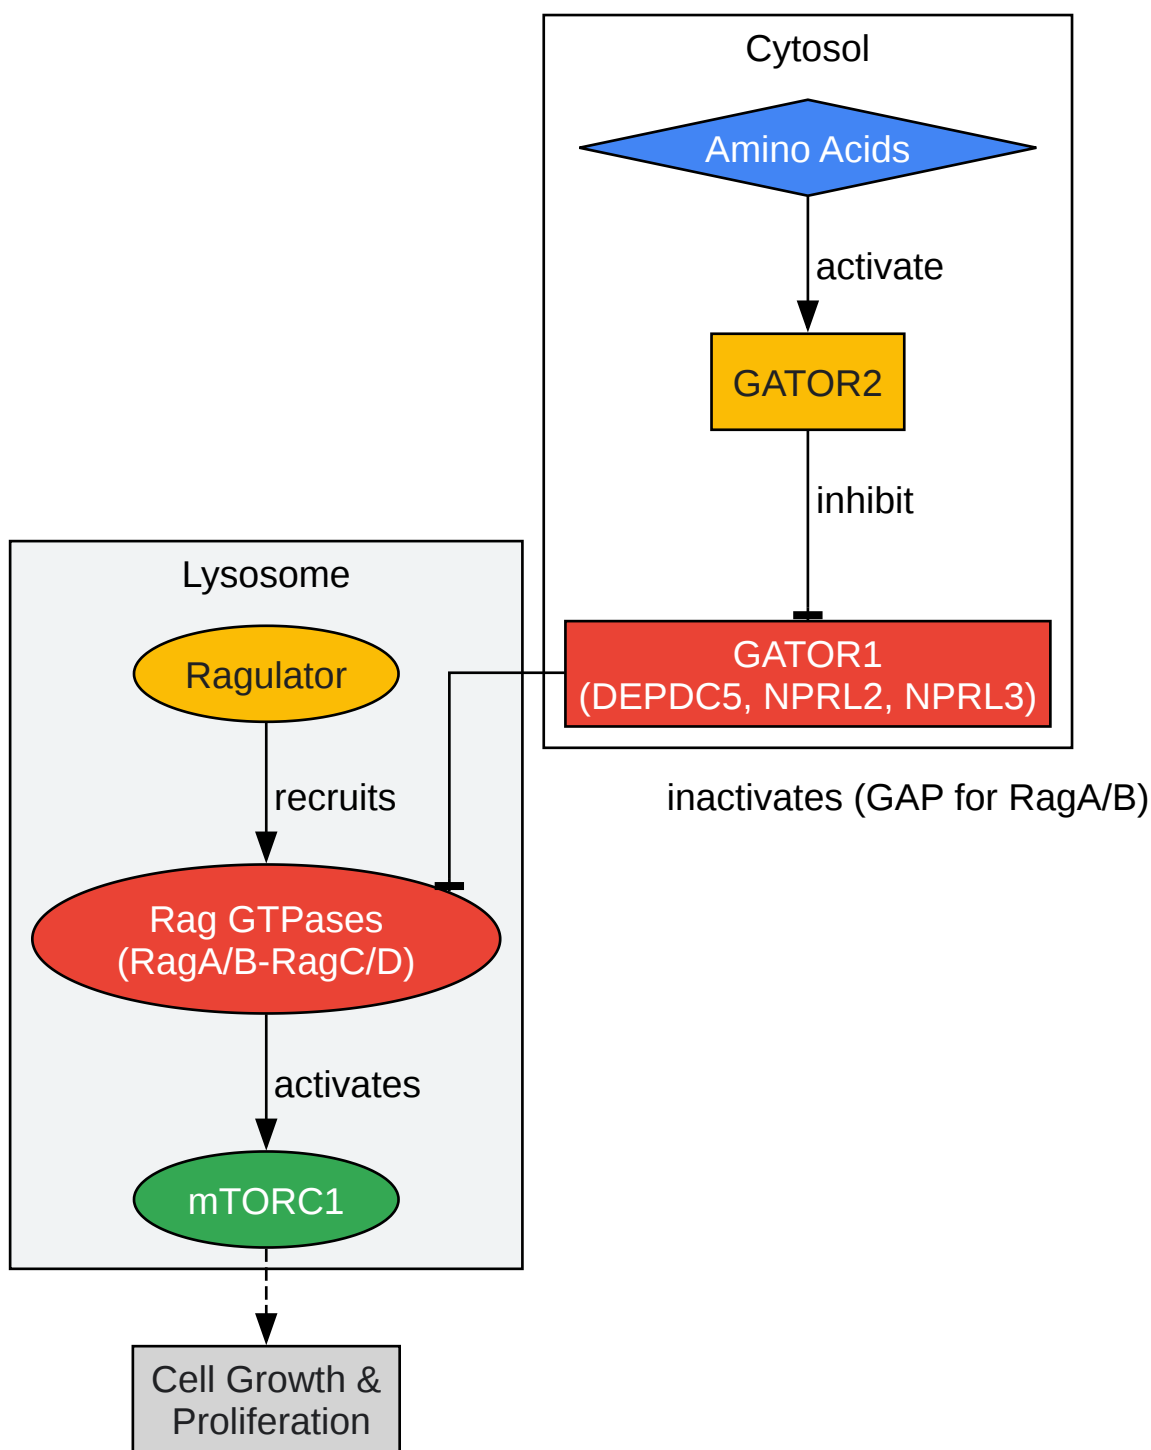 Cytosol
Amino Acids
activate
GATOR2
inhibit
GATOR1
(DEPDC5, NPRL2, NPRL3)
inactivates (GAP for RagA/B)
Lysosome
Ragulator
recruits
Rag GTPases
(RagA/B-RagC/D)
activates
mTORC1
Cell Growth &
Proliferation